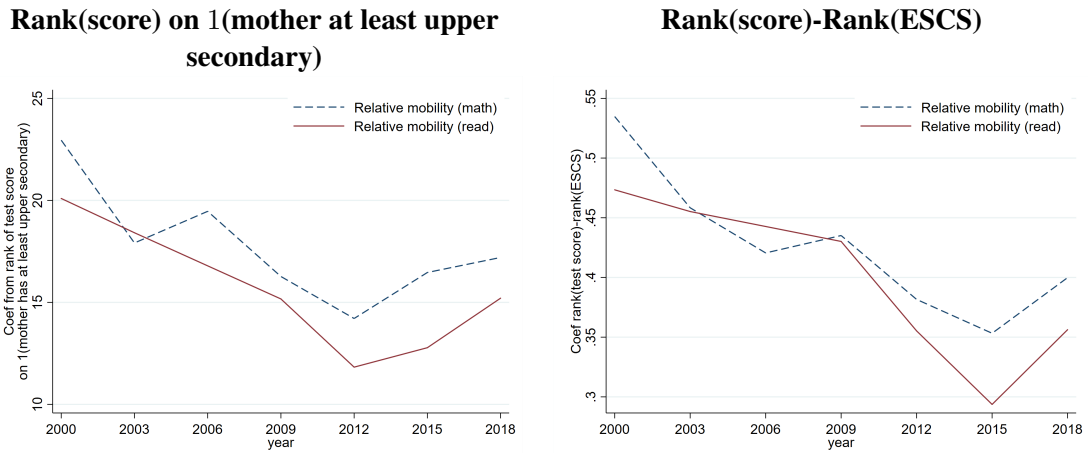 Rank(score) on 1(mother at least upper
secondary)
25
20
15
10
Coef from rank of test score
on 1(mother has at least upper secondary)
Relative mobility (math)
Relative mobility (read)
2000 2003 2006 2009 2012 2015 2018
year
Rank(score)-Rank(ESCS)
.55
.5
.45
.4
.35
.3
Coef rank(test score)-rank(ESCS)
Relative mobility (math)
Relative mobility (read)
2000 2003 2006 2009 2012 2015 2018
year